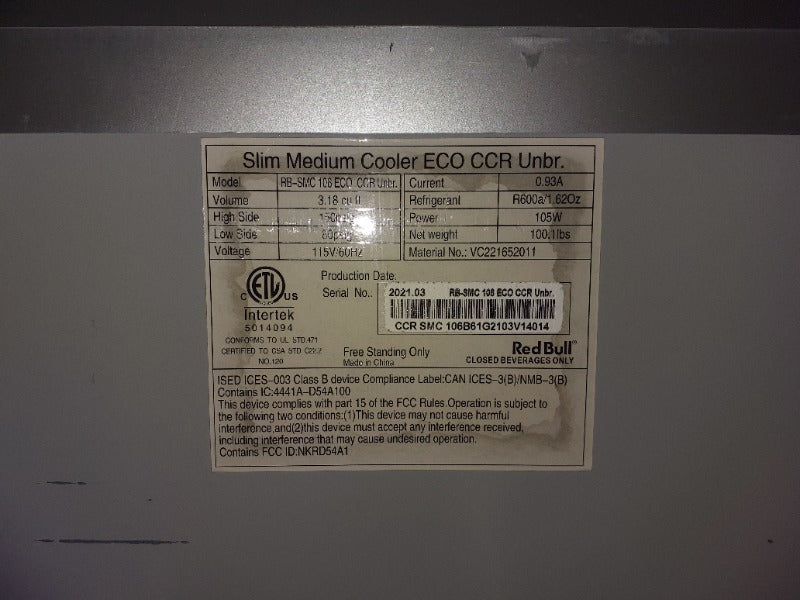 Slim Medium Cooler ECO CCR Unbr.
Model RB-SMC 106 ECO CCR Unbr. Current 0.93A
Volume 3.18 cu ft Refrigerant R600a/1.62Oz
High Side Power 105W
Low Side 80psig Net weight 100.1lbs
Voltage 115V/60Hz Material No.: VC221652011
Production Date:
Serial No.: 2021.03 RB-SMC 106 ECO CCR Unbr.
CCR SMC 106B61G2103V14014
C ETL US
Intertek
5014094
CONFORMS TO UL STD.471
CERTIFIED TO CSA STD C22.2
NO.120
Free Standing Only
Made in China
Red Bull
CLOSED BEVERAGES ONLY
ISED ICES-003 Class B device Compliance Label:CAN ICES-3(B)/NMB-3(B)
Contains IC:4441A-D54A100
This device complies with part 15 of the FCC Rules.Operation is subject to
the following two conditions:(1)This device may not cause harmful
interference,and(2)this device must accept any interference received,
including interference that may cause undesired operation.
Contains FCC ID:NKRD54A1